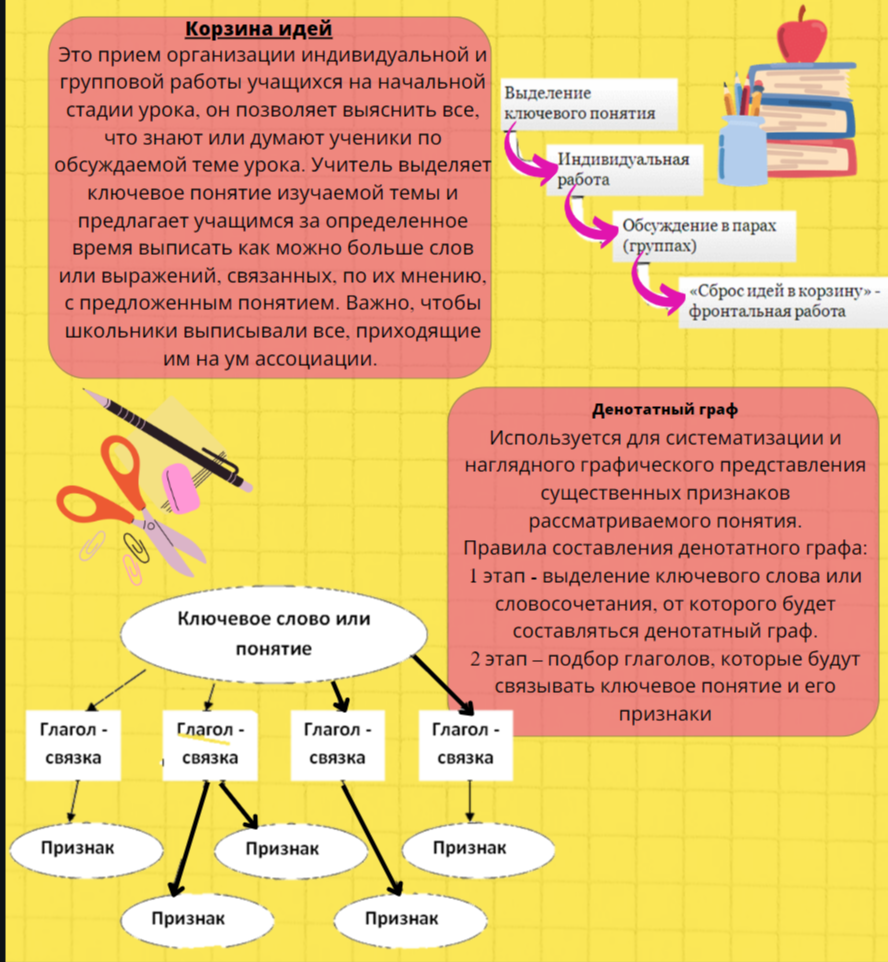 Корзина идей
Это прием организации индивидуальной и
групповой работы учащихся на начальной
стадии урока, он позволяет выяснить все,
что знают или думают ученики по
обсуждаемой теме урока. Учитель выделяет
ключевое понятие изучаемой темы и
предлагает учащимся за определенное
время выписать как можно больше слов
или выражений, связанных, по их мнению,
с предложенным понятием. Важно, чтобы
школьники выписывали все, приходящие
им на ум ассоциации.
Выделение
ключевого понятия
Индивидуальная
работа
Обсуждение в парах
(группах)
«Сброс идей в корзину» -
фронтальная работа
Денотатный граф
Используется для систематизации и
наглядного графического представления
существенных признаков
рассматриваемого понятия.
Правила составления денотатного графа:
1 этап - выделение ключевого слова или
словосочетания, от которого будет
составляться денотатный граф.
2 этап – подбор глаголов, которые будут
связывать ключевое понятие и его
признаки
Ключевое слово или
понятие
Глагол -
связка
Глагол -
связка
Глагол -
связка
Глагол -
связка
Признак
Признак
Признак
Признак
Признак